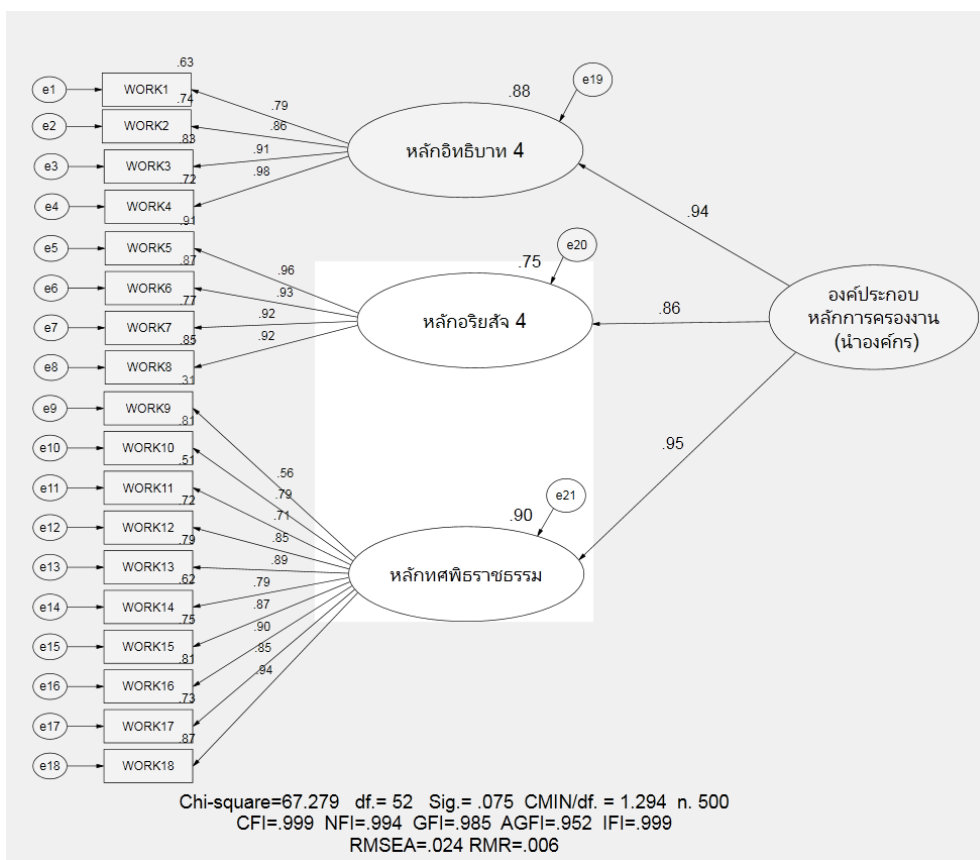 .63
e1 WORK1 .79 .88 e19
.74
e2 WORK2 .86
.83 หลักอิทธิบาท 4
e3 WORK3 .91
.72
e4 WORK4 .98 .94
.91
e5 WORK5 .96 .75 e20
.87
e6 WORK6 .93
.77 หลักอริยสัจ 4 .86
e7 WORK7 .92
.85
e8 WORK8 .92
.31
องค์ประกอบ
หลักการครองงาน
(นำองค์กร)
e9 WORK9
.81
e10 WORK10 .56 .95
.51
e11 WORK11 .79
.72 .71 .90 e21
e12 WORK12 .85
.79
e13 WORK13 .89 หลักทศพิธราชธรรม
.62
e14 WORK14 .79
.75
e15 WORK15 .87
.81
e16 WORK16 .90
.73 .85
e17 WORK17 .94
.87
e18 WORK18
Chi-square=67.279 df.= 52 Sig.= .075 CMIN/df. = 1.294 n. 500
CFI=.999 NFI=.994 GFI=.985 AGFI=.952 IFI=.999
RMSEA=.024 RMR=.006